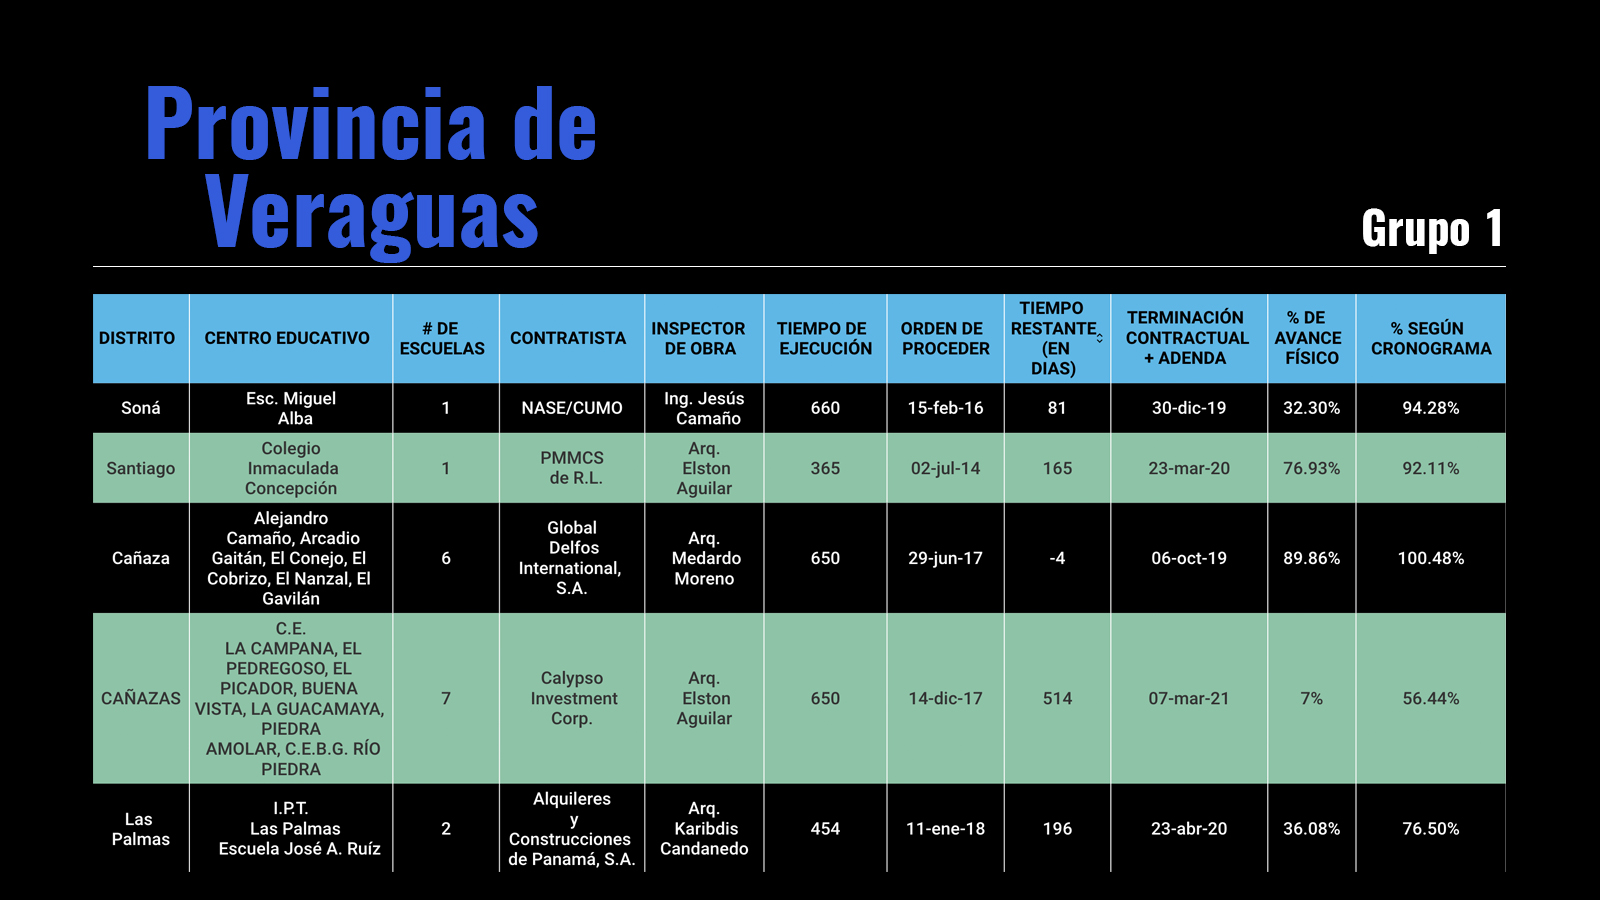 Provincia de
Veraguas
Grupo 1
DISTRITO
CENTRO EDUCATIVO
# DE
ESCUELAS
CONTRATISTA
INSPECTOR
DE OBRA
TIEMPO DE
EJECUCIÓN
ORDEN DE
PROCEDER
TIEMPO
RESTANTE
(EN
DIAS)
TERMINACIÓN
CONTRACTUAL
+ ADENDA
% DE
AVANCE
FÍSICO
% SEGÚN
CRONOGRAMA
Soná
Esc. Miguel
Alba
1
NASE/CUMO
Ing. Jesús
Camaño
660
15-feb-16
81
30-dic-19
32.30%
94.28%
Santiago
Colegio
Inmaculada
Concepción
1
PMMCS
de R.L.
Arq.
Elston
Aguilar
365
02-jul-14
165
23-mar-20
76.93%
92.11%
Cañaza
Alejandro
Camaño, Arcadio
Gaitán, El Conejo, El
Cobrizo, El Nanzal, El
Gavilán
6
Global
Delfos
International,
S.A.
Arq.
Medardo
Moreno
650
29-jun-17
-4
06-oct-19
89.86%
100.48%
CAÑAZAS
C.E.
LA CAMPANA, EL
PEDREGOSO, EL
PICADOR, BUENA
VISTA, LA GUACAMAYA,
PIEDRA
AMOLAR, C.E.B.G. RÍO
PIEDRA
7
Calypso
Investment
Corp.
Arq.
Elston
Aguilar
650
14-dic-17
514
07-mar-21
7%
56.44%
Las
Palmas
I.P.T.
Las Palmas
Escuela José A. Ruíz
2
Alquileres
y
Construcciones
de Panamá, S.A.
Arq.
Karibdis
Candanedo
454
11-ene-18
196
23-abr-20
36.08%
76.50%